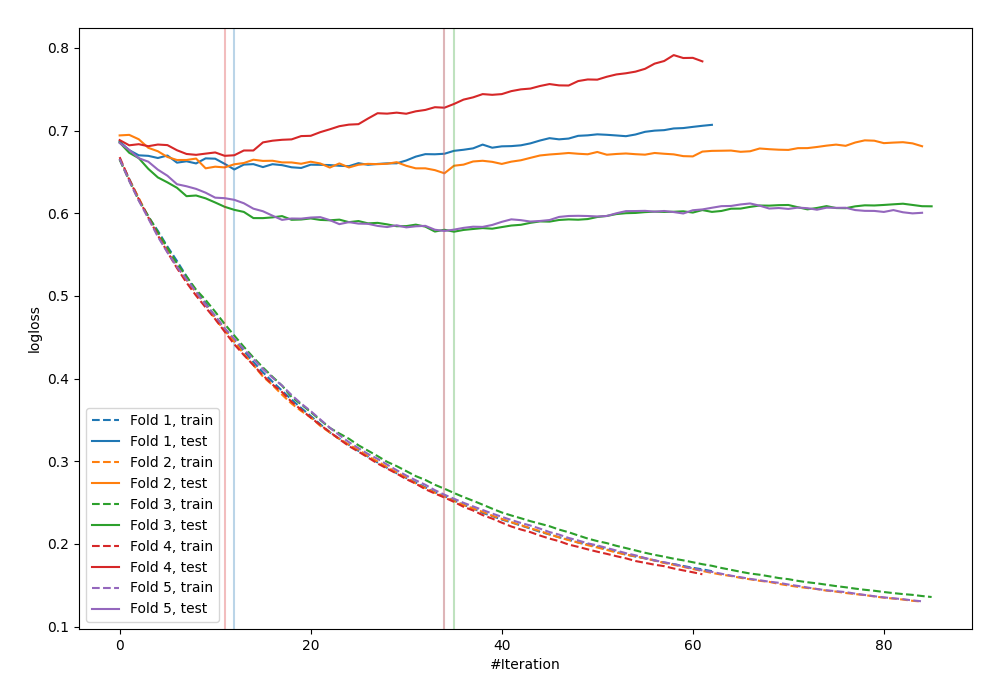 0.8
0.7
0.6
0.5
0.4
0.3
0.2
0.1
logloss
Fold 1, train
Fold 1, test
Fold 2, train
Fold 2, test
Fold 3, train
Fold 3, test
Fold 4, train
Fold 4, test
Fold 5, train
Fold 5, test
0 20 40 60 80
#Iteration